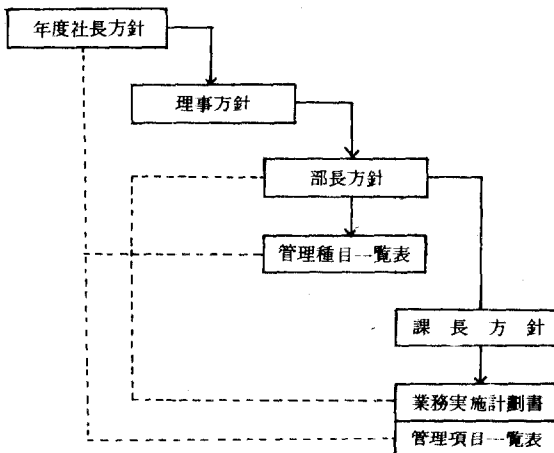 年度社長方針
理事方針
部長方針
管理種目一覧表
課長方針
業務実施計劃書
管理項目一覧表